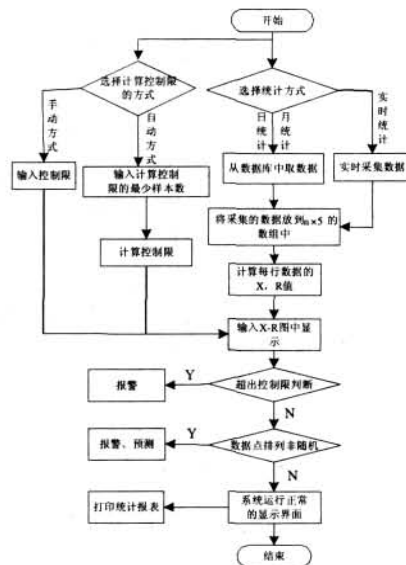 开始
选择计算控制限
的方式
选择统计方式
手动方式
自动方式
日统计
月统计
实时统计
输入控制限
输入计算控制
限的最少样本数
从数据库中取数据
实时采集数据
将采集的数据放到n×5 的
数组中
计算控制限
计算每行数据的
X，R值
输入X-R图中显
示
超出控制限判断
Y
报警
N
数据点排列非随机
Y
报警、预测
N
系统运行正常
的显示界面
打印统计报表
结束